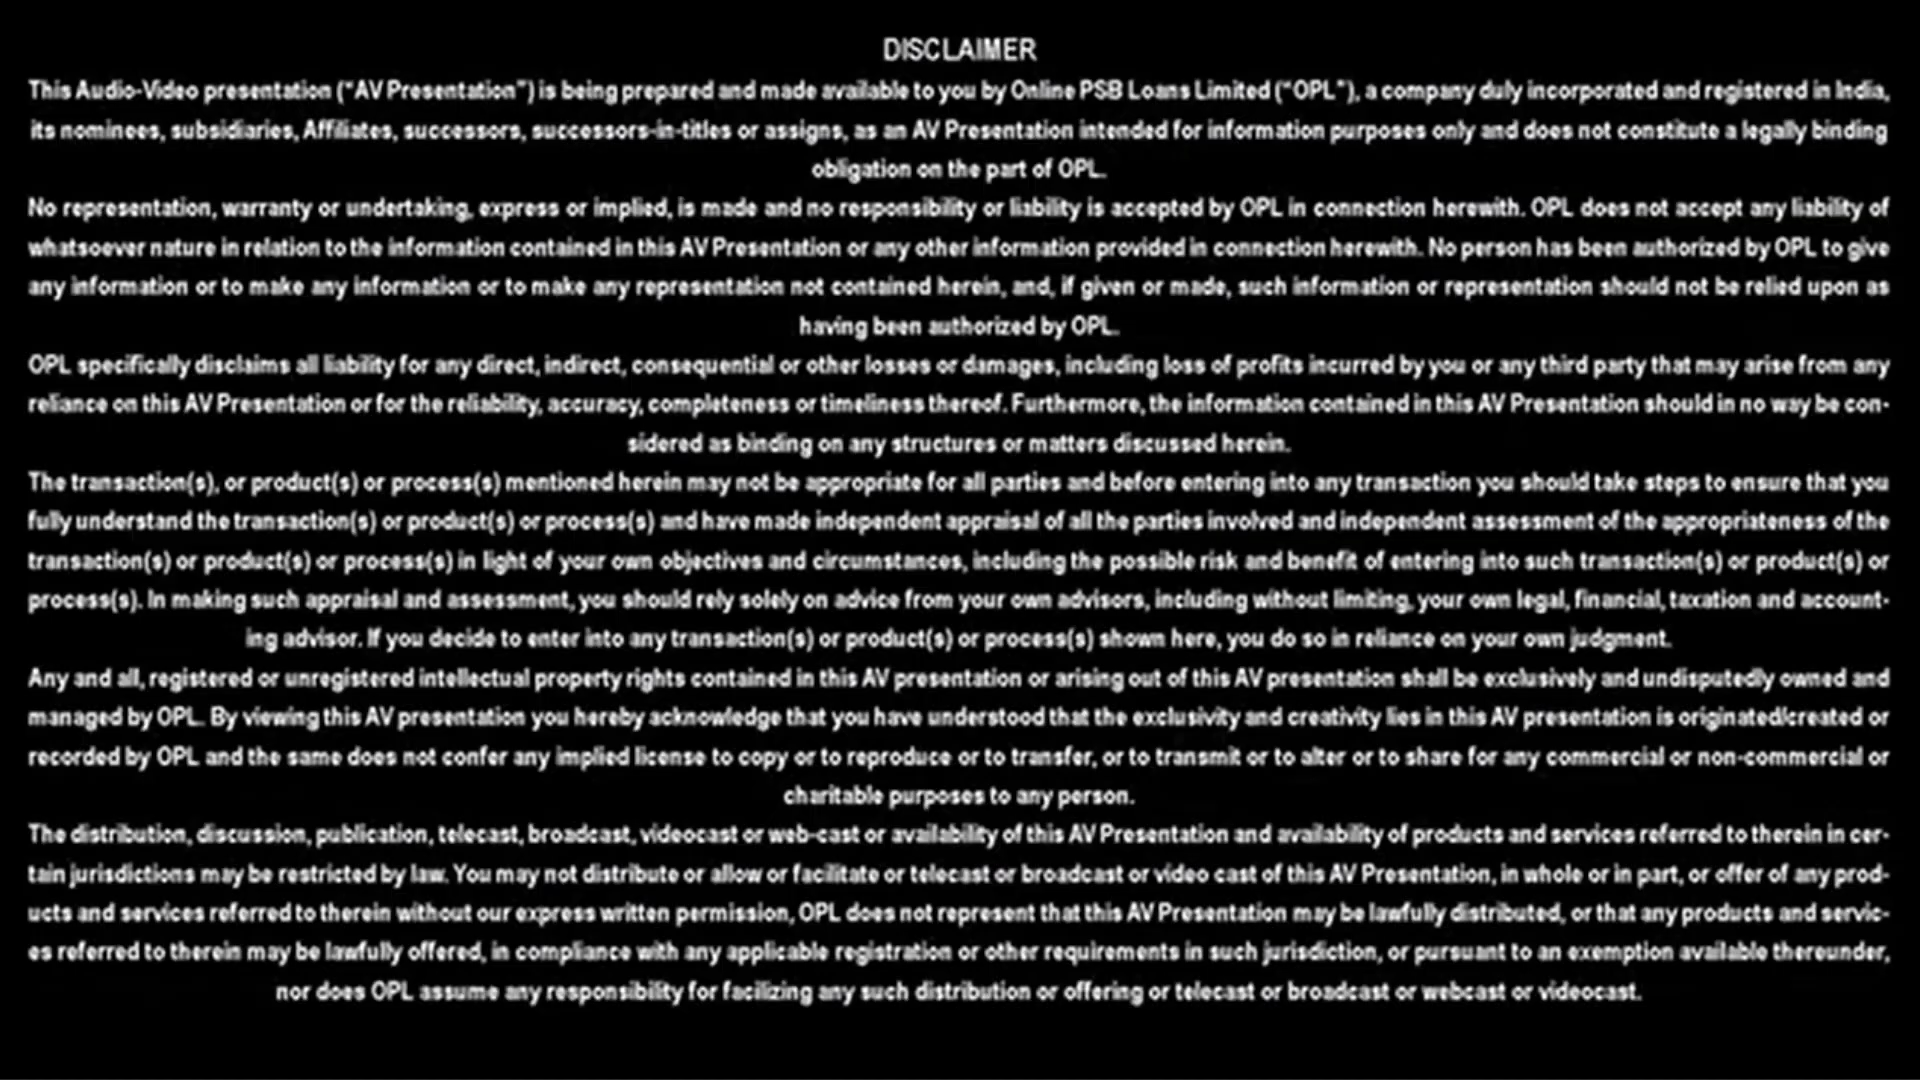 DISCLAIMER
This Audio-Video presentation ("AV Presentation") is being prepared and made available to you by Online PSB Loans Limited ("OPL"), a company duly incorporated and registered in India,
its nominees, subsidiaries, Affiliates, successors, successors-in-titles or assigns, as an AV Presentation intended for information purposes only and does not constitute a legally binding
obligation on the part of OPL.
No representation, warranty or undertaking, express or implied, is made and no responsibility or liability is accepted by OPL in connection herewith. OPL does not accept any liability of
whatsoever nature in relation to the information contained in this AV Presentation or any other information provided in connection herewith. No person has been authorized by OPL to give
any information or to make any information or to make any representation not contained herein, and, if given or made, such information or representation should not be relied upon as
having been authorized by OPL.
OPL specifically disclaims all liability for any direct, indirect, consequential or other losses or damages, including loss of profits incurred by you or any third party that may arise from any
reliance on this AV Presentation or for the reliability, accuracy, completeness or timeliness thereof. Furthermore, the information contained in this AV Presentation should in no way be con-
sidered as binding on any structures or matters discussed herein.
The transaction(s), or product(s) or process(s) mentioned herein may not be appropriate for all parties and before entering into any transaction you should take steps to ensure that you
fully understand the transaction(s) or product(s) or process(s) and have made independent appraisal of all the parties involved and independent assessment of the appropriateness of the
transaction(s) or product(s) or process(s) in light of your own objectives and circumstances, including the possible risk and benefit of entering into such transaction(s) or product(s) or
process(s). In making such appraisal and assessment, you should rely solely on advice from your own advisors, including without limiting, your own legal, financial, taxation and account-
ing advisor. If you decide to enter into any transaction(s) or product(s) or process(s) shown here, you do so in reliance on your own judgment.
Any and all, registered or unregistered intellectual property rights contained in this AV presentation or arising out of this AV presentation shall be exclusively and undisputedly owned and
managed by OPL. By viewing this AV presentation you hereby acknowledge that you have understood that the exclusivity and creativity lies in this AV presentation is originated/created or
recorded by OPL and the same does not confer any implied license to copy or to reproduce or to transfer, or to transmit or to alter or to share for any commercial or non-commercial or
charitable purposes to any person.
The distribution, discussion, publication, telecast, broadcast, videocast or web-cast or availability of this AV Presentation and availability of products and services referred to therein in cer-
tain jurisdictions may be restricted by law. You may not distribute or allow or facilitate or telecast or broadcast or video cast of this AV Presentation, in whole or in part, or offer of any prod-
ucts and services referred to therein without our express written permission, OPL does not represent that this AV Presentation may be lawfully distributed, or that any products and servic-
es referred to therein may be lawfully offered, in compliance with any applicable registration or other requirements in such jurisdiction, or pursuant to an exemption available thereunder,
nor does OPL assume any responsibility for facilizing any such distribution or offering or telecast or broadcast or webcast or videocast.